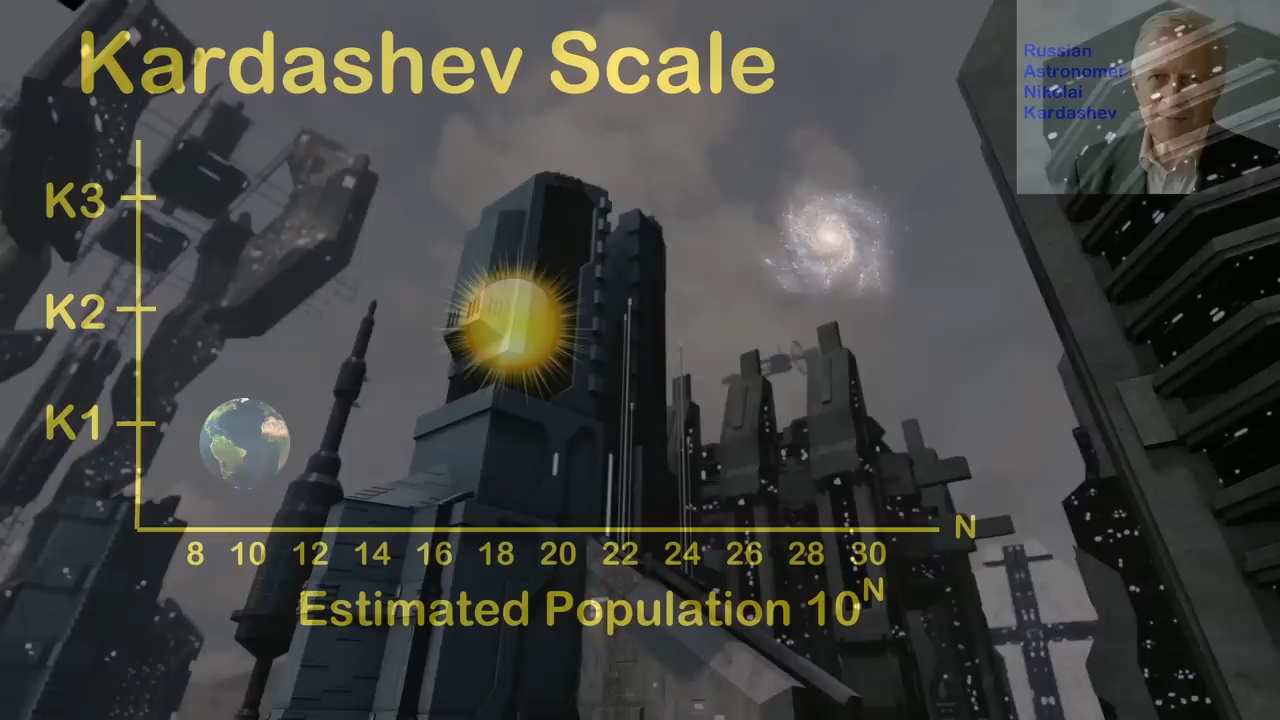 Kardashev Scale
Russian
Astronomer
Nikolai
Kardashev
K3
K2
K1
N
8 10 12 14 16 18 20 22 24 26 28 30
Estimated Population 10^N